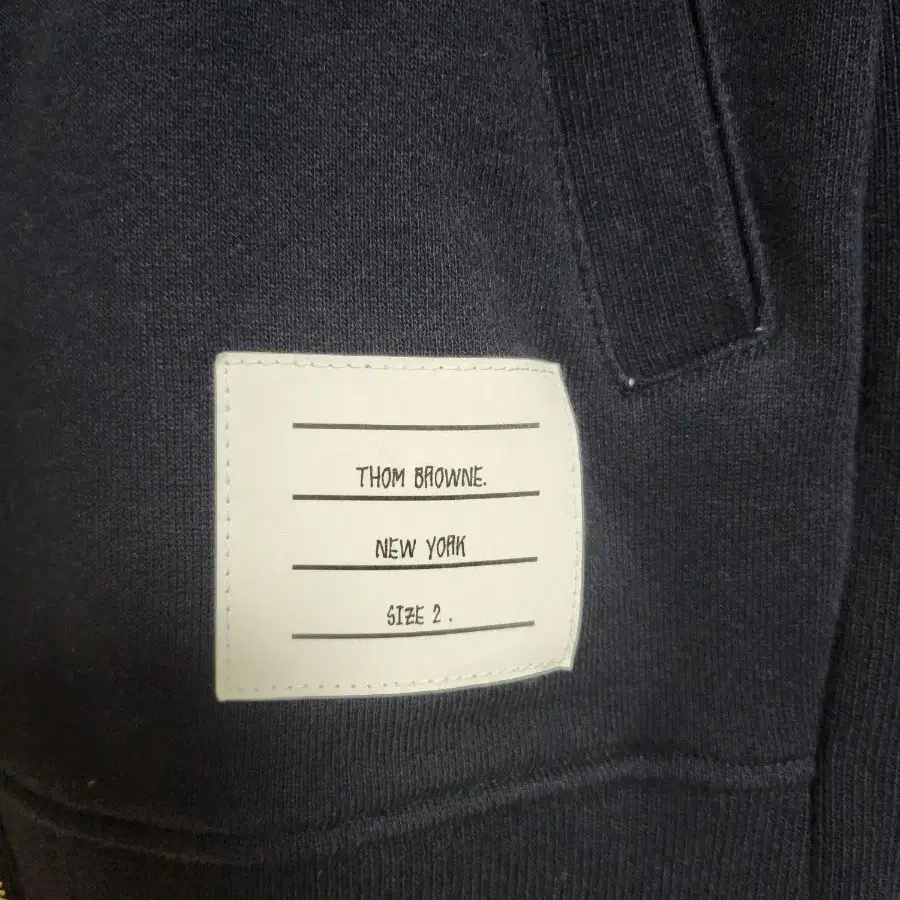 THOM BROWNE.
NEW YORK
SIZE 2 .